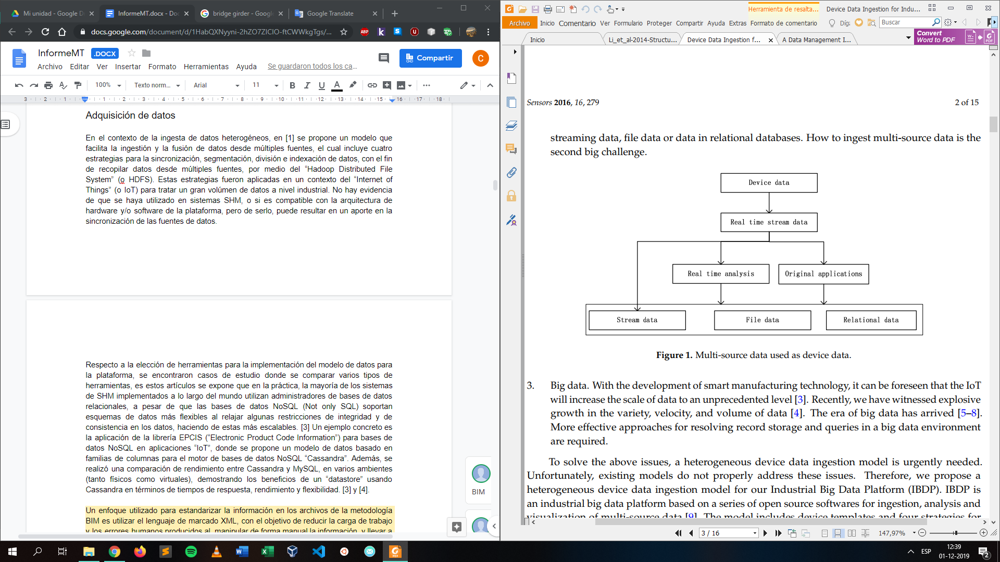 Mi unidad - Google D
InformeMT.docx - Doc
bridge girder - Google
Google Translate
docs.google.com/document/d/1HabQXNyyni-2hZO7ZICIO-ftCWWkgTgs/...
InformeMT
.DOCX
Archivo Editar Ver Insertar Formato Herramientas Ayuda Se guardaron todos los ca...
Compartir
C
100% Texto norm... Arial 11
Adquisición de datos
En el contexto de la ingesta de datos heterogéneos, en [1] se propone un modelo que
facilita la ingestión y la fusión de datos desde múltiples fuentes, el cual incluye cuatro
estrategias para la sincronización, segmentación, división e indexación de datos, con el fin
de recopilar datos desde múltiples fuentes, por medio del “Hadoop Distributed File
System” (o HDFS). Estas estrategias fueron aplicadas en un contexto del “Internet of
Things” (o IoT) para tratar un gran volúmen de datos a nivel industrial. No hay evidencia
de que se haya utilizado en sistemas SHM, o si es compatible con la arquitectura de
hardware y/o software de la plataforma, pero de serlo, puede resultar en un aporte en la
sincronización de las fuentes de datos.
Respecto a la elección de herramientas para la implementación del modelo de datos para
la plataforma, se encontraron casos de estudio donde se comparar varios tipos de
herramientas, es estos artículos se expone que en la práctica, la mayoría de los sistemas
de SHM implementados a lo largo del mundo utilizan administradores de bases de datos
relacionales, a pesar de que las bases de datos NoSQL (Not only SQL) soportan
esquemas de datos más flexibles al relajar algunas restricciones de integridad y de
consistencia en los datos, haciendo de estas más escalables. [3] Un ejemplo concreto es
la aplicación de la librería EPCIS (“Electronic Product Code Information”) para bases de
datos NoSQL en aplicaciones “IoT”, donde se propone un modelo de datos basado en
familias de columnas para el motor de bases de datos NoSQL “Cassandra”. Además, se
realizó una comparación de rendimiento entre Cassandra y MySQL, en varios ambientes
(tanto físicos como virtuales), demostrando los beneficios de un “datastore” usando
Cassandra en términos de tiempos de respuesta, rendimiento y flexibilidad. [3] y [4].
Un enfoque utilizado para estandarizar la información en los archivos de la metodología
BIM es utilizar el lenguaje de marcado XML, con el objetivo de reducir la carga de trabajo
y los errores humanos producidos al manipular de forma manual la información, y llevar a
BIM
Herramienta de resalta...
Device Data Ingestion for Indu...
Archivo Inicio Comentario Ver Formulario Proteger Compartir Ayuda Extras Formato de comentario
Díg
Buscar
Inicio
Li_et_al-2014-Structu...
Device Data Ingestion f...
A Data Management I...
Convert
Word to PDF
Sensors 2016, 16, 279
2 of 15
streaming data, file data or data in relational databases. How to ingest multi-source data is the
second big challenge.
Device data
Real time stream data
Real time analysis
Original applications
Stream data
File data
Relational data
Figure 1. Multi-source data used as device data.
3. Big data. With the development of smart manufacturing technology, it can be foreseen that the IoT
will increase the scale of data to an unprecedented level [3]. Recently, we have witnessed explosive
growth in the variety, velocity, and volume of data [4]. The era of big data has arrived [5–8].
More effective approaches for resolving record storage and queries in a big data environment
are required.
To solve the above issues, a heterogeneous device data ingestion model is urgently needed.
Unfortunately, existing models do not properly address these issues. Therefore, we propose a
heterogeneous device data ingestion model for our Industrial Big Data Platform (IBDP). IBDP is
an industrial big data platform based on a series of open source softwares for ingestion, analysis and
visualization of multi-source data [9]. The model includes device templates and four strategies for
3 / 16
147,97%
ESP
12:39
01-12-2019
2